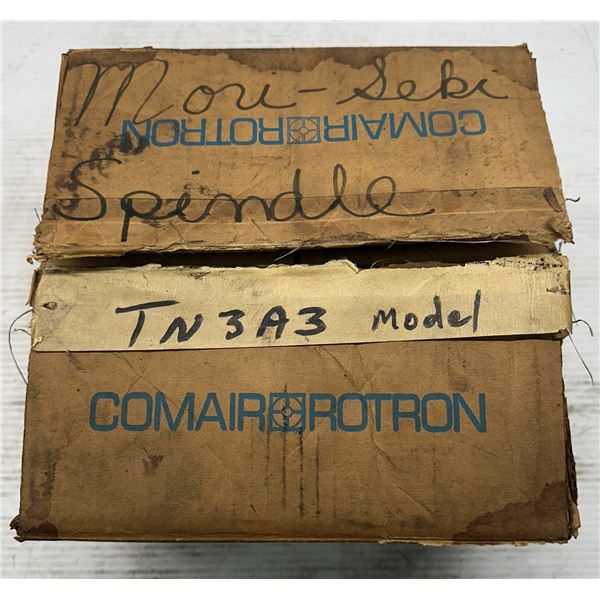 Mori-Seki
COMAIR ROTRON
Spindle
TN3A3 Model
COMAIR ROTRON